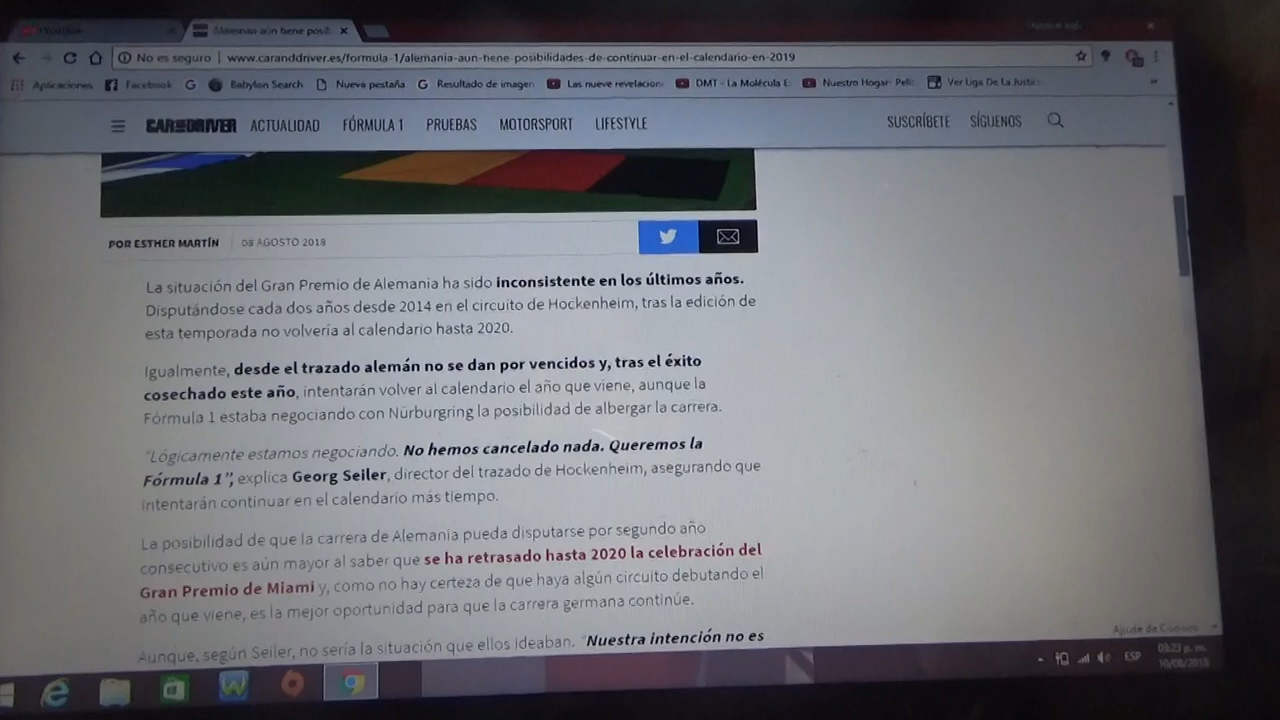 Alemania aún tiene posib
No es seguro | www.caranddriver.es/formula-1/alemania-aun-tiene-posibilidades-de-continuar-en-el-calendario-en-2019
Aplicaciones Facebook Babylon Search Nueva pestaña Resultado de imagen Las nueve revelacion DMT - La Molécula E Nuestro Hogar- Pelíc Ver Liga De La Justic
CAR AND DRIVER ACTUALIDAD FÓRMULA 1 PRUEBAS MOTORSPORT LIFESTYLE SUSCRÍBETE SÍGUENOS
POR ESTHER MARTÍN 08 AGOSTO 2018
La situación del Gran Premio de Alemania ha sido inconsistente en los últimos años.
Disputándose cada dos años desde 2014 en el circuito de Hockenheim, tras la edición de
esta temporada no volvería al calendario hasta 2020.
Igualmente, desde el trazado alemán no se dan por vencidos y, tras el éxito
cosechado este año, intentarán volver al calendario el año que viene, aunque la
Fórmula 1 estaba negociando con Nürburgring la posibilidad de albergar la carrera.
"Lógicamente estamos negociando. No hemos cancelado nada. Queremos la
Fórmula 1", explica Georg Seiler, director del trazado de Hockenheim, asegurando que
intentarán continuar en el calendario más tiempo.
La posibilidad de que la carrera de Alemania pueda disputarse por segundo año
consecutivo es aún mayor al saber que se ha retrasado hasta 2020 la celebración del
Gran Premio de Miami y, como no hay certeza de que haya algún circuito debutando el
año que viene, es la mejor oportunidad para que la carrera germana continúe.
Aunque, según Seiler, no sería la situación que ellos ideaban. "Nuestra intención no es
Ajuste de Cookies
ESP
03:23 p. m.
10/08/2018